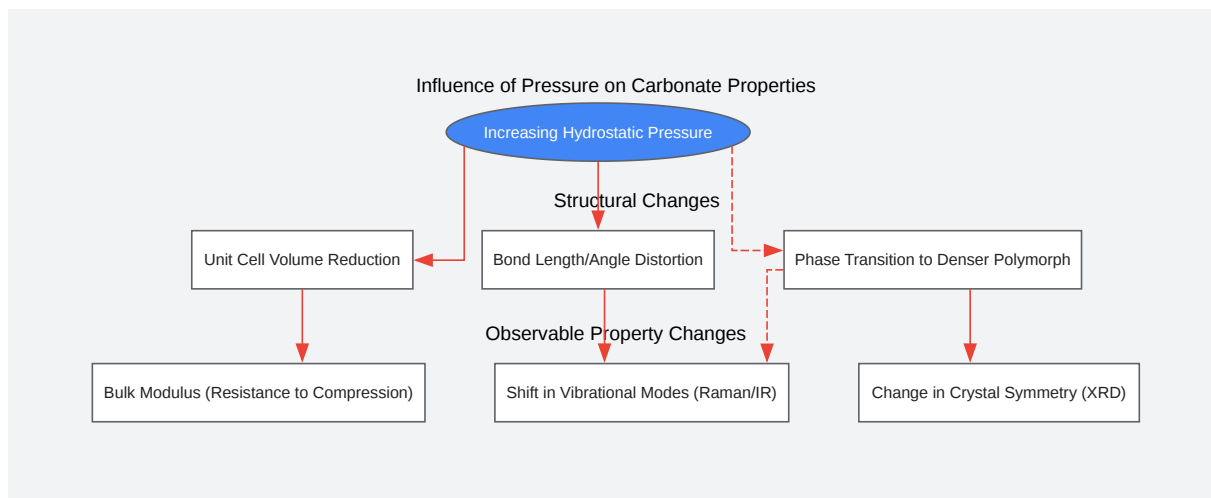 Influence of Pressure on Carbonate Properties
Increasing Hydrostatic Pressure
Structural Changes
Unit Cell Volume Reduction
Bond Length/Angle Distortion
Phase Transition to Denser Polymorph
Observable Property Changes
Bulk Modulus (Resistance to Compression)
Shift in Vibrational Modes (Raman/IR)
Change in Crystal Symmetry (XRD)